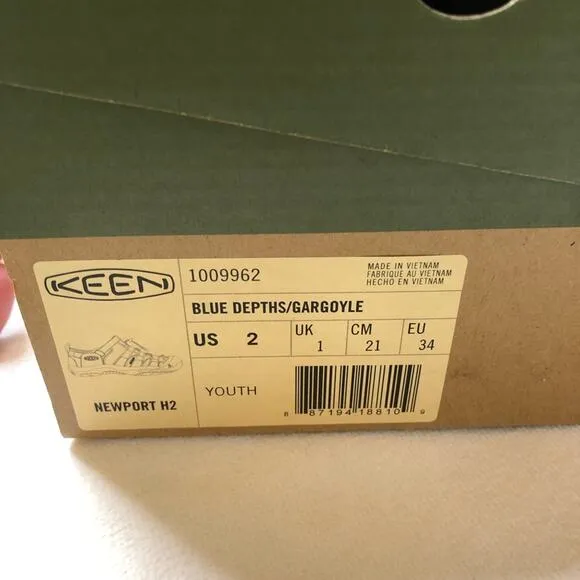 KEEN
1009962
MADE IN VIETNAM
FABRIQUÉ AU VIETNAM
HECHO EN VIETNAM
BLUE DEPTHS/GARGOYLE
US 2
UK 1
CM 21
EU 34
NEWPORT H2
YOUTH
8 87194 18810 9